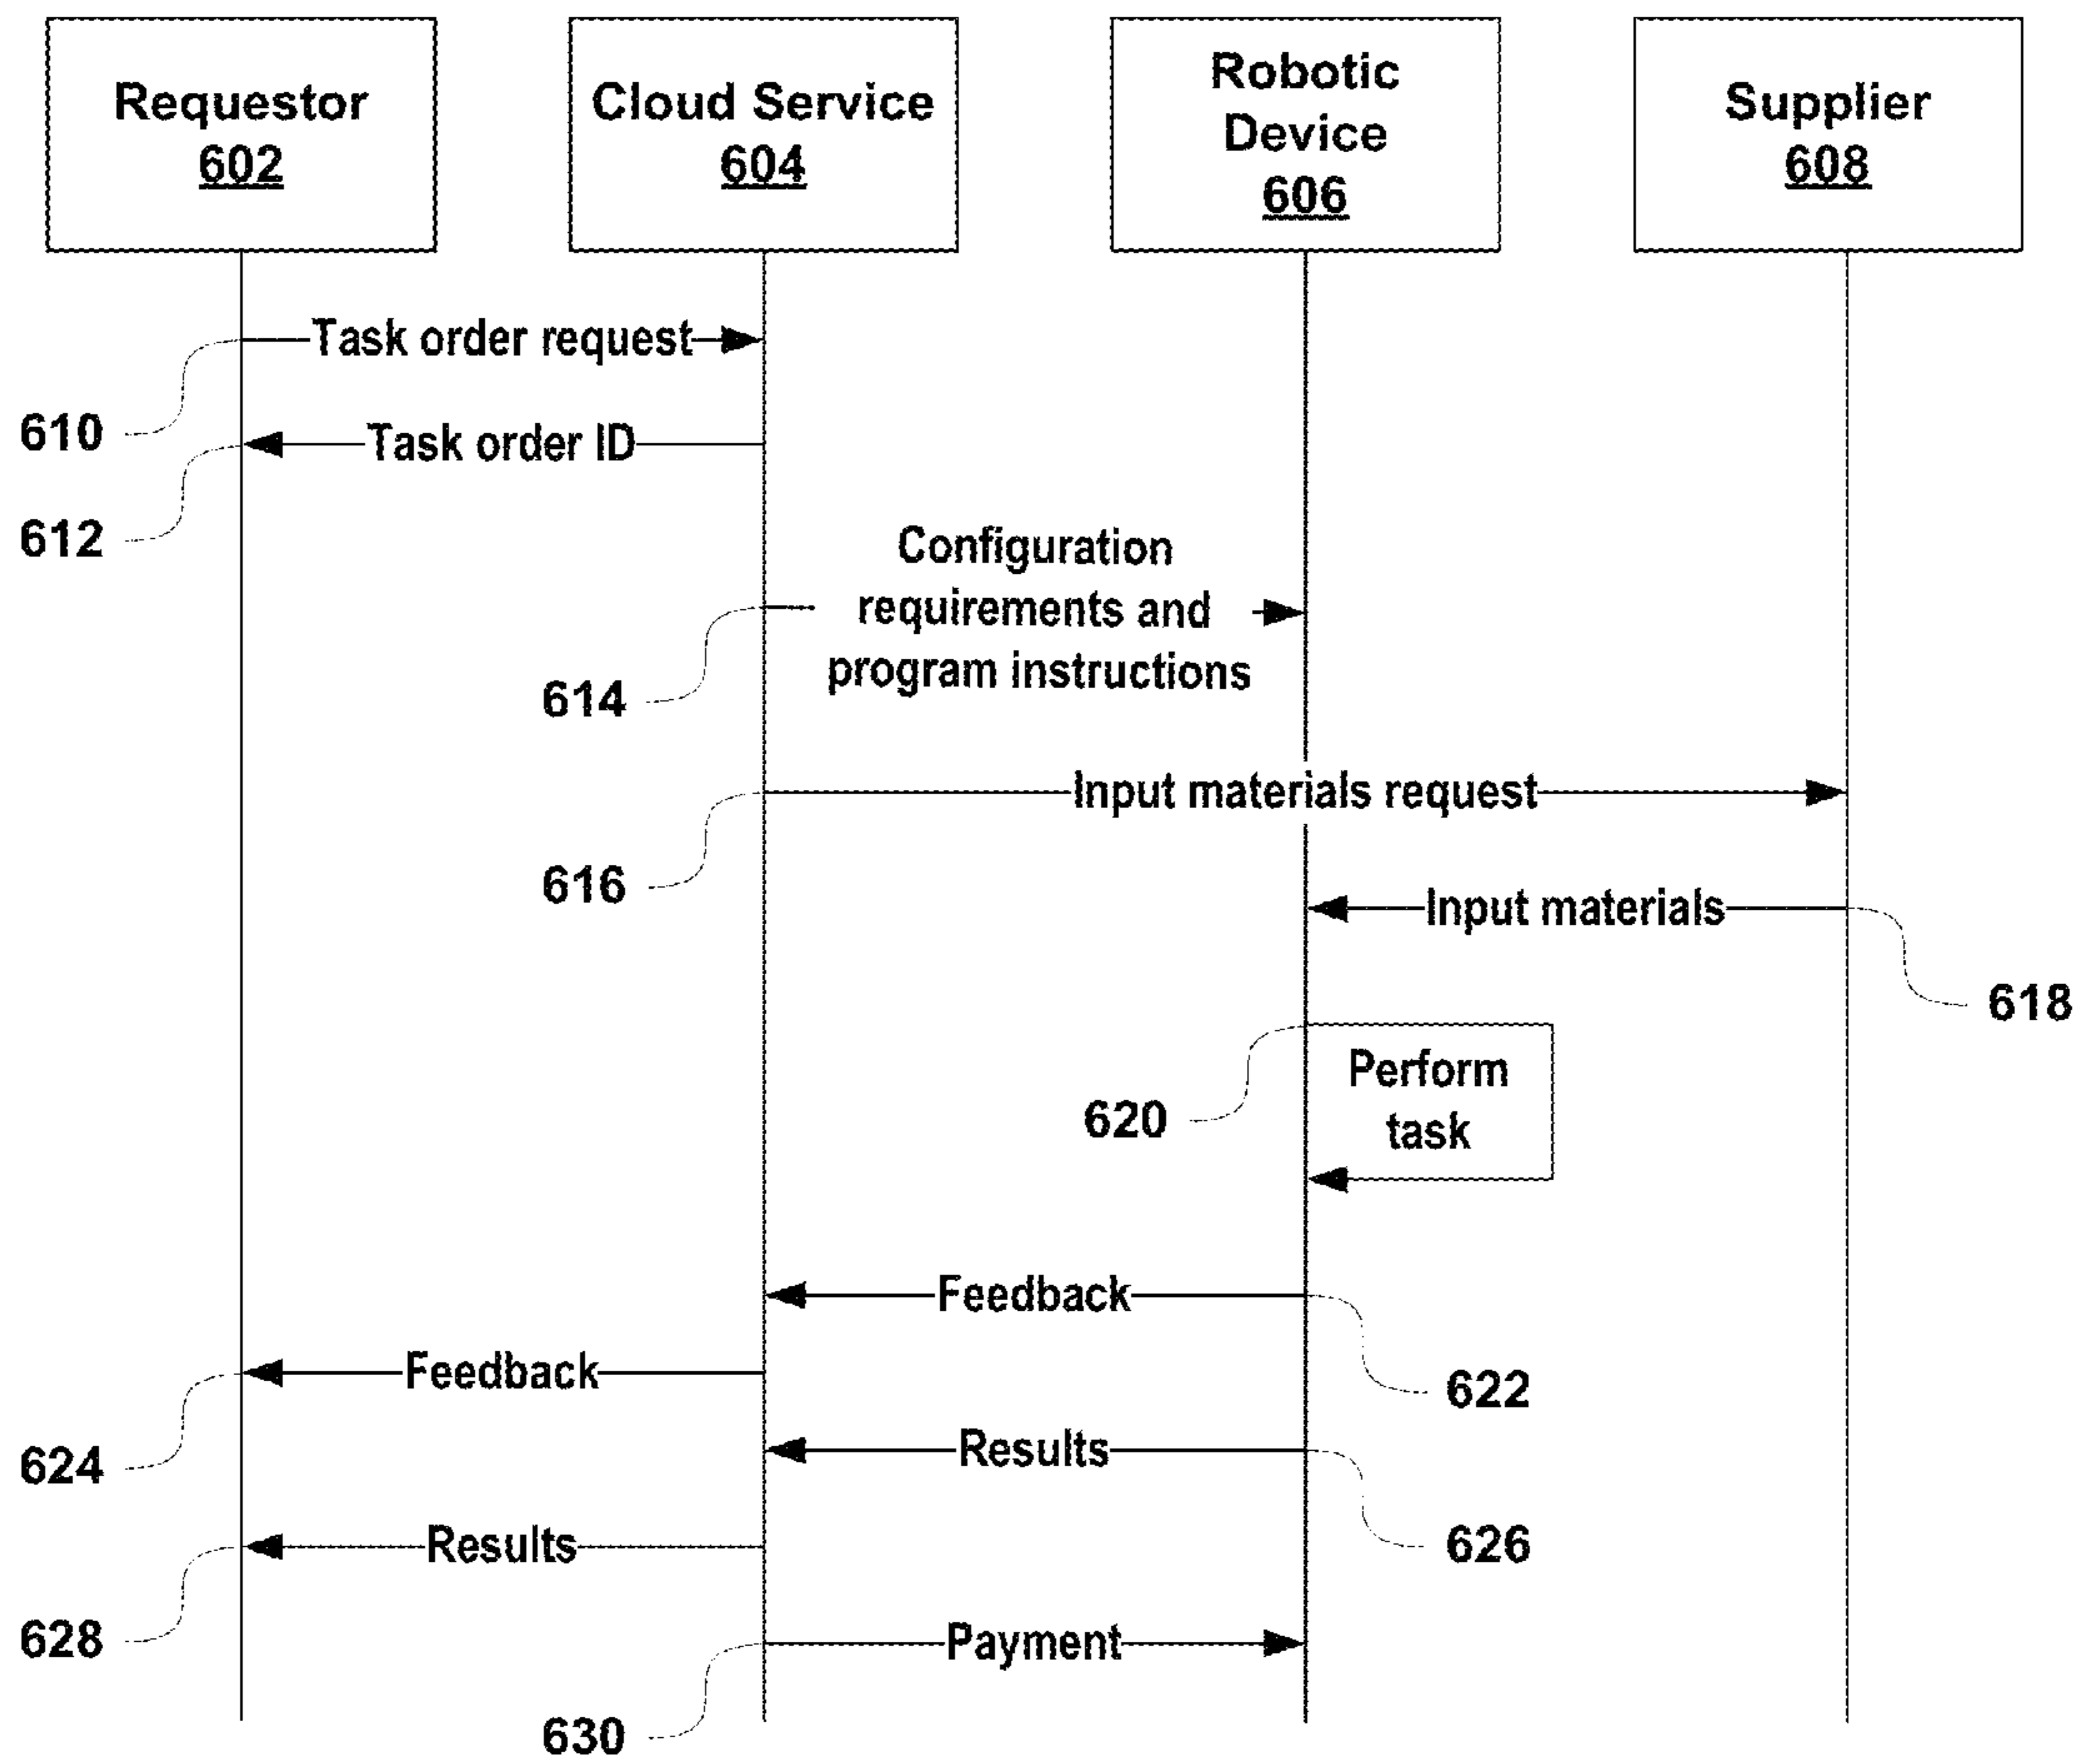 Requestor
602
Cloud Service
604
Robotic
Device
606
Supplier
608
Task order request
610
Task order ID
612
Configuration
requirements and
program instructions
614
Input materials request
616
Input materials
618
Perform
task
620
Feedback
622
Feedback
624
Results
626
Results
628
Payment
630